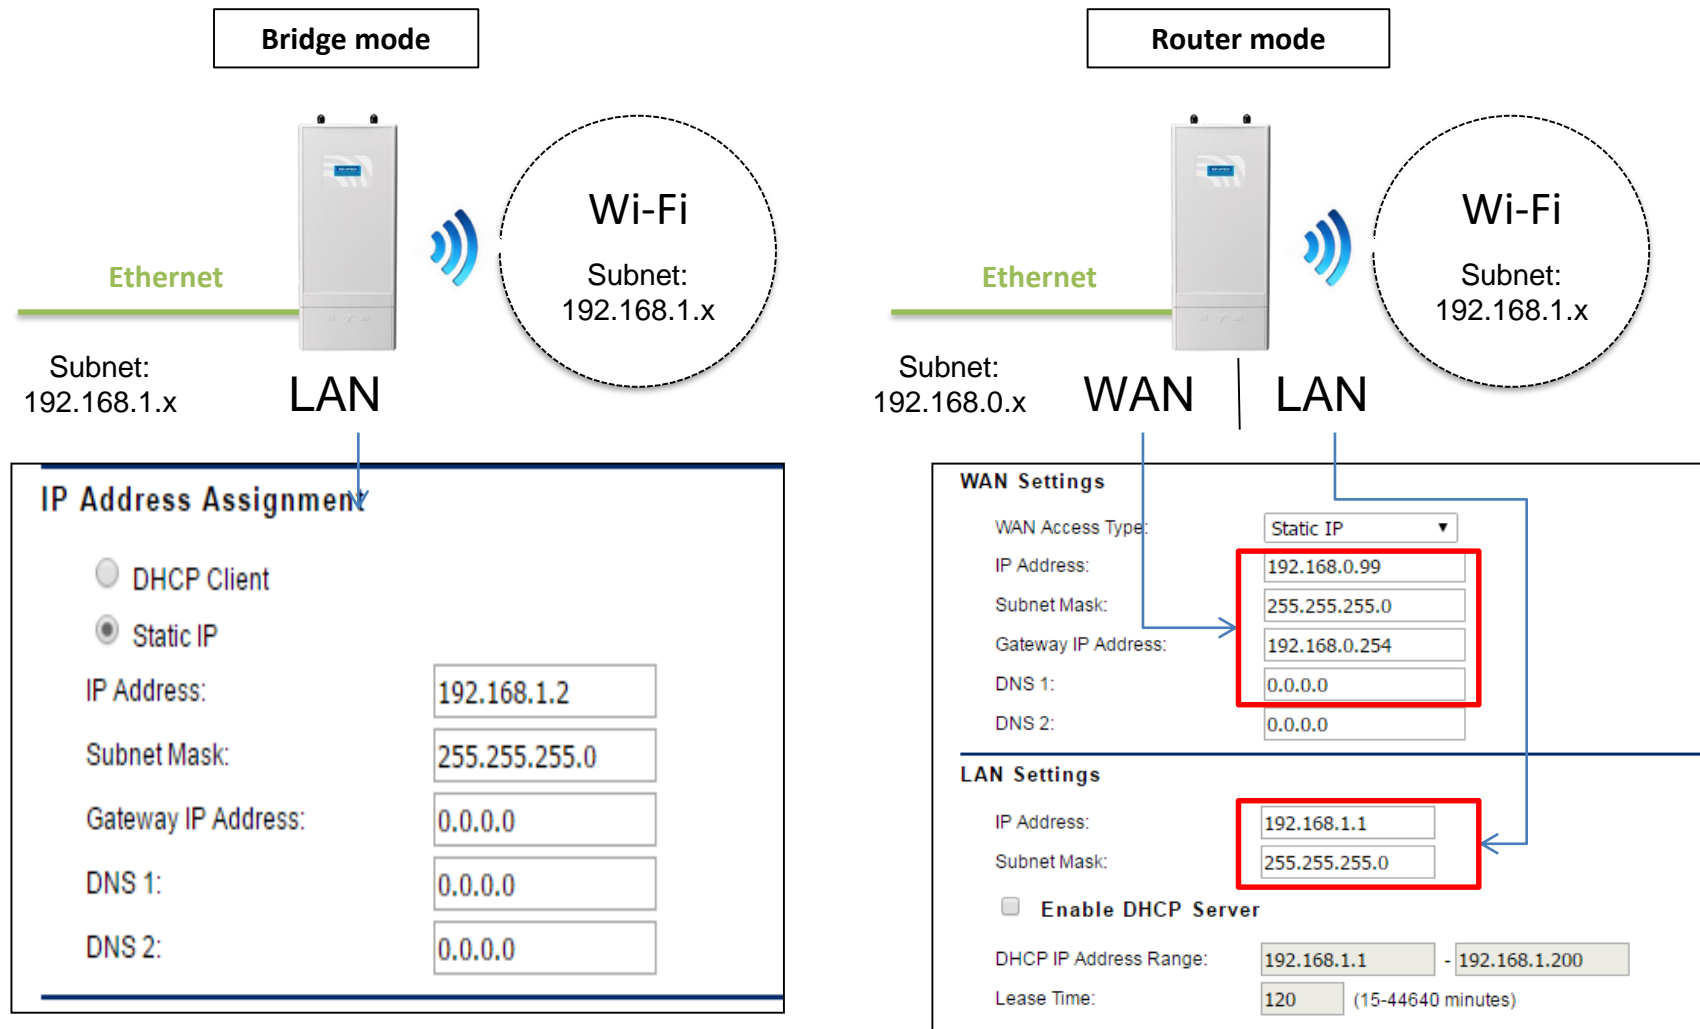 Bridge mode
Ethernet
Wi-Fi
Subnet:
192.168.1.x
Subnet:
192.168.1.x
LAN
IP Address Assignment
DHCP Client
Static IP
IP Address: 192.168.1.2
Subnet Mask: 255.255.255.0
Gateway IP Address: 0.0.0.0
DNS 1: 0.0.0.0
DNS 2: 0.0.0.0
Router mode
Ethernet
Wi-Fi
Subnet:
192.168.1.x
Subnet:
192.168.0.x
WAN
LAN
WAN Settings
WAN Access Type: Static IP
IP Address: 192.168.0.99
Subnet Mask: 255.255.255.0
Gateway IP Address: 192.168.0.254
DNS 1: 0.0.0.0
DNS 2: 0.0.0.0
LAN Settings
IP Address: 192.168.1.1
Subnet Mask: 255.255.255.0
Enable DHCP Server
DHCP IP Address Range: 192.168.1.1 - 192.168.1.200
Lease Time: 120 (15-44640 minutes)